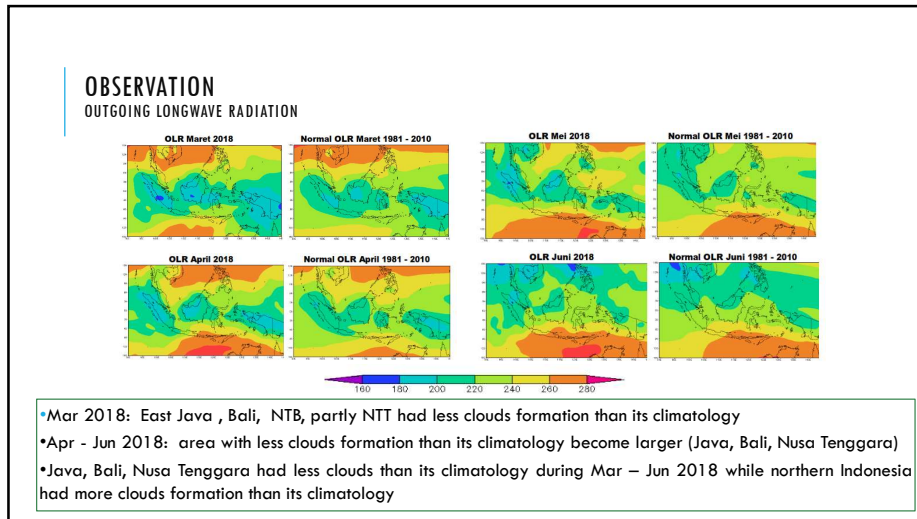 OBSERVATION
OUTGOING LONGWAVE RADIATION
OLR Maret 2018
Normal OLR Maret 1981 - 2010
OLR Mei 2018
Normal OLR Mei 1981 - 2010
OLR April 2018
Normal OLR April 1981 - 2010
OLR Juni 2018
Normal OLR Juni 1981 - 2010
160 180 200 220 240 260 280
•Mar 2018: East Java , Bali, NTB, partly NTT had less clouds formation than its climatology
•Apr - Jun 2018: area with less clouds formation than its climatology become larger (Java, Bali, Nusa Tenggara)
•Java, Bali, Nusa Tenggara had less clouds than its climatology during Mar – Jun 2018 while northern Indonesia
had more clouds formation than its climatology